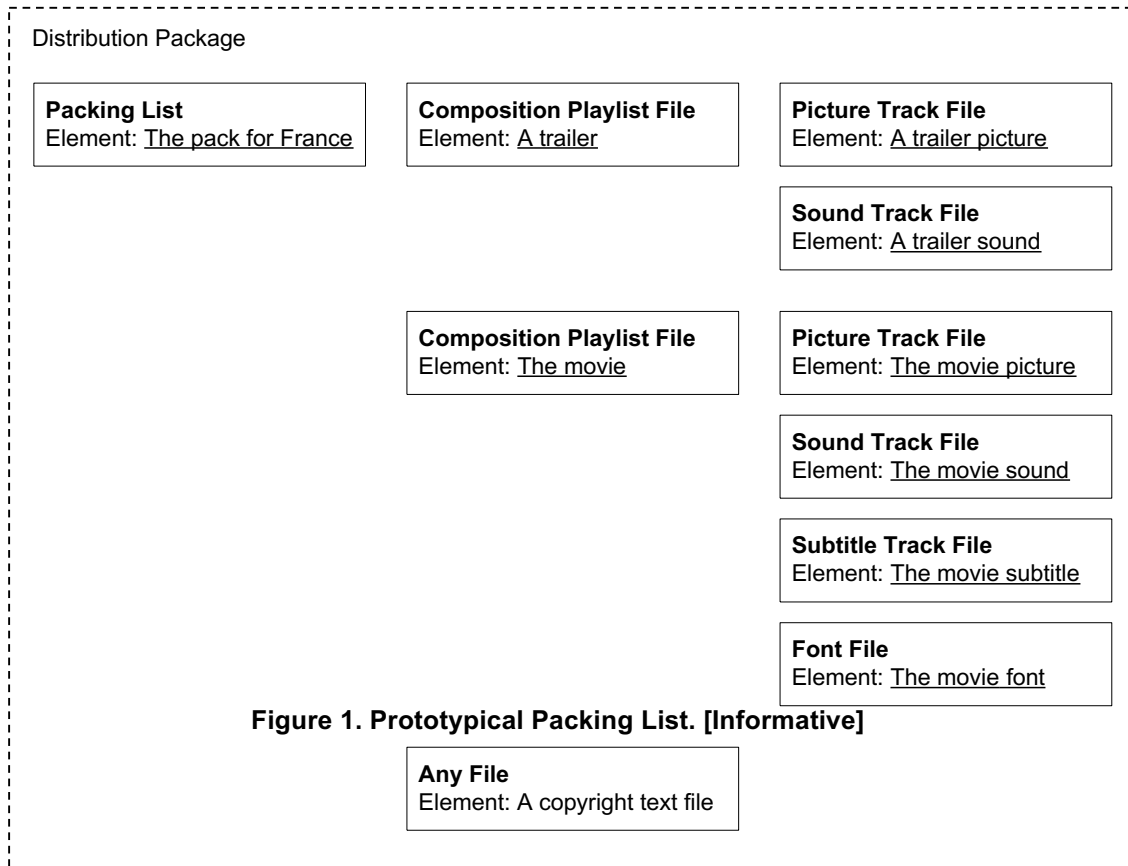 Distribution Package
Packing List
Element: The pack for France
Composition Playlist File
Element: A trailer
Picture Track File
Element: A trailer picture
Sound Track File
Element: A trailer sound
Composition Playlist File
Element: The movie
Picture Track File
Element: The movie picture
Sound Track File
Element: The movie sound
Subtitle Track File
Element: The movie subtitle
Font File
Element: The movie font
Figure 1. Prototypical Packing List. [Informative]
Any File
Element: A copyright text file